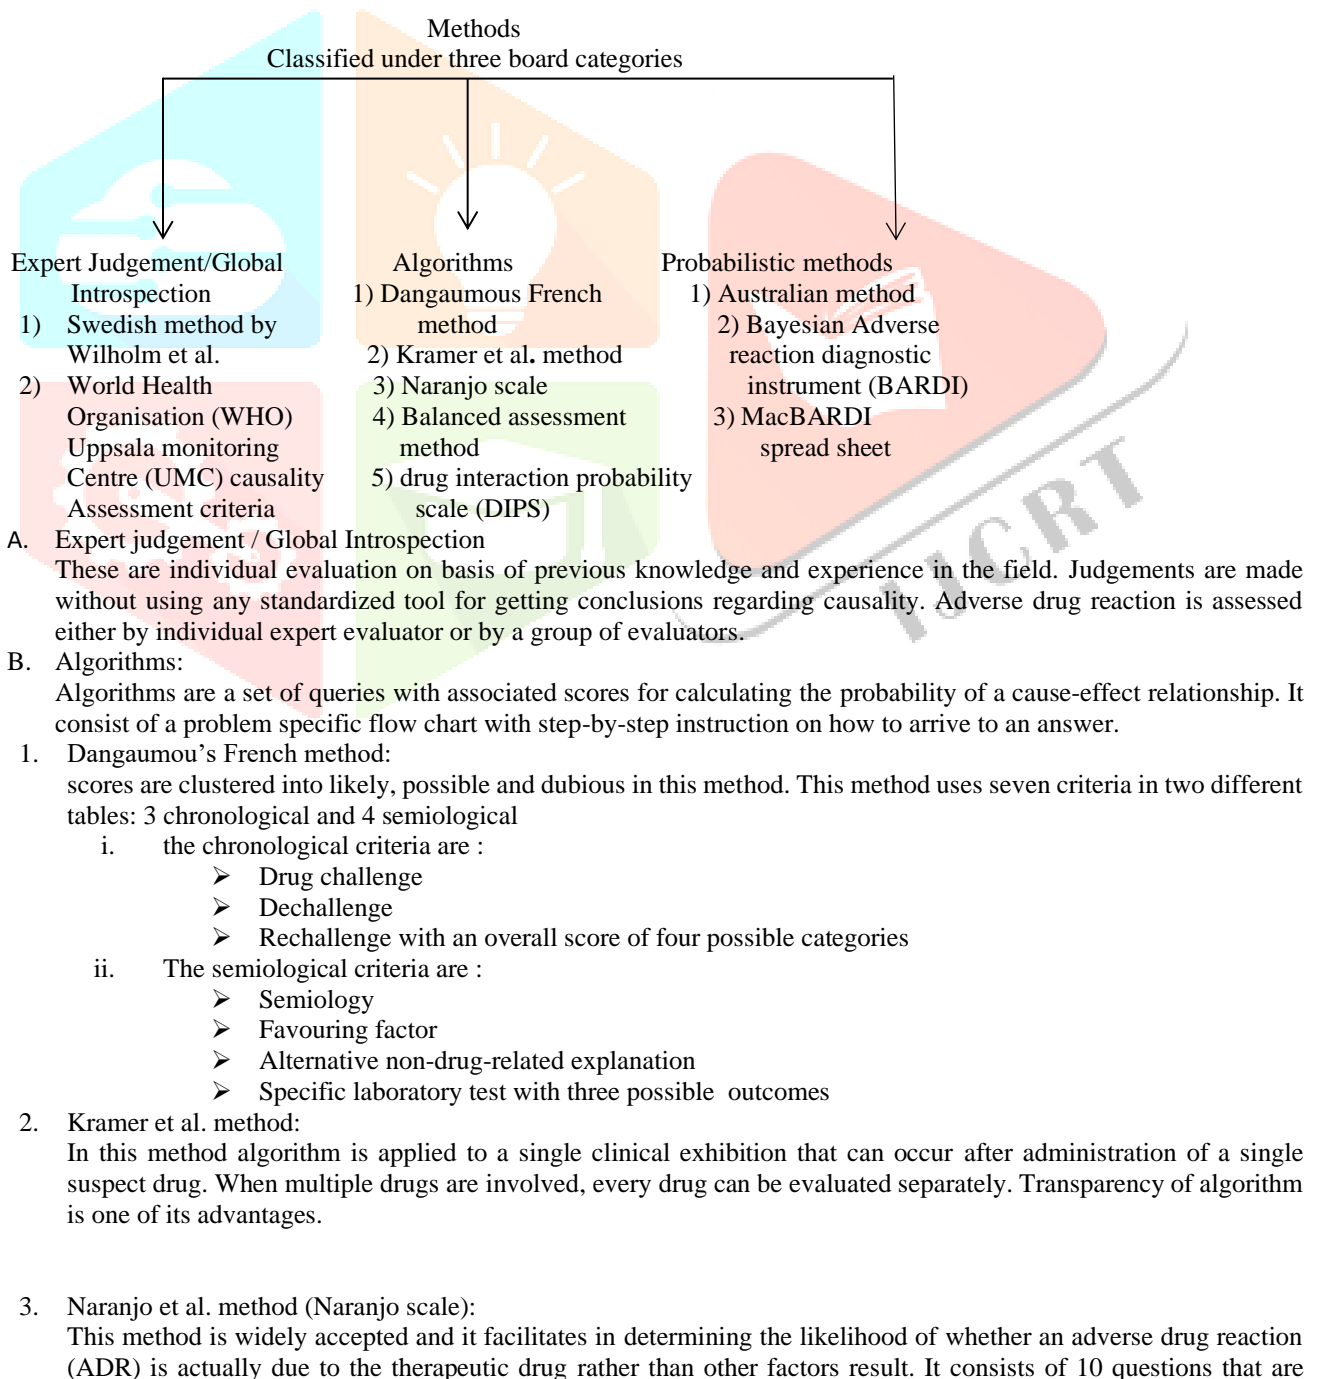 Methods
Classified under three board categories
Expert Judgement/Global
Introspection
1) Swedish method by
Wilholm et al.
2) World Health
Organisation (WHO)
Uppsala monitoring
Centre (UMC) causality
Assessment criteria
Algorithms
1) Dangaumous French
method
2) Kramer et al. method
3) Naranjo scale
4) Balanced assessment
method
5) drug interaction probability
scale (DIPS)
Probabilistic methods
1) Australian method
2) Bayesian Adverse
reaction diagnostic
instrument (BARDI)
3) MacBARDI
spread sheet
IJCRT
A. Expert judgement / Global Introspection
These are individual evaluation on basis of previous knowledge and experience in the field. Judgements are made
without using any standardized tool for getting conclusions regarding causality. Adverse drug reaction is assessed
either by individual expert evaluator or by a group of evaluators.
B. Algorithms:
Algorithms are a set of queries with associated scores for calculating the probability of a cause-effect relationship. It
consist of a problem specific flow chart with step-by-step instruction on how to arrive to an answer.
1. Dangaumou’s French method:
scores are clustered into likely, possible and dubious in this method. This method uses seven criteria in two different
tables: 3 chronological and 4 semiological
i. the chronological criteria are :
➢ Drug challenge
➢ Dechallenge
➢ Rechallenge with an overall score of four possible categories
ii. The semiological criteria are :
➢ Semiology
➢ Favouring factor
➢ Alternative non-drug-related explanation
➢ Specific laboratory test with three possible outcomes
2. Kramer et al. method:
In this method algorithm is applied to a single clinical exhibition that can occur after administration of a single
suspect drug. When multiple drugs are involved, every drug can be evaluated separately. Transparency of algorithm
is one of its advantages.
3. Naranjo et al. method (Naranjo scale):
This method is widely accepted and it facilitates in determining the likelihood of whether an adverse drug reaction
(ADR) is actually due to the therapeutic drug rather than other factors result. It consists of 10 questions that are